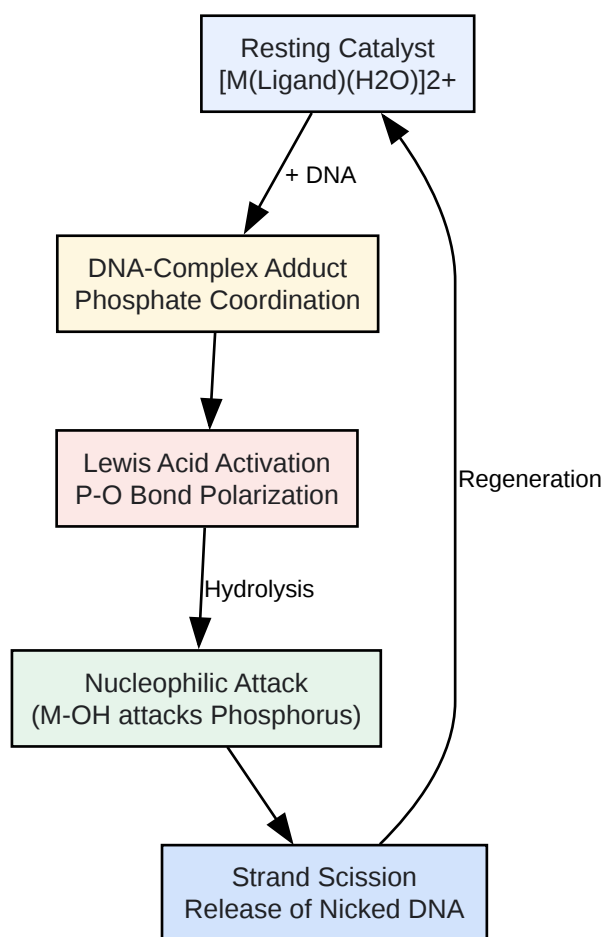 Resting Catalyst
[M(Ligand)(H2O)]2+
+ DNA
DNA-Complex Adduct
Phosphate Coordination
Lewis Acid Activation
P-O Bond Polarization
Regeneration
Hydrolysis
Nucleophilic Attack
(M-OH attacks Phosphorus)
Strand Scission
Release of Nicked DNA